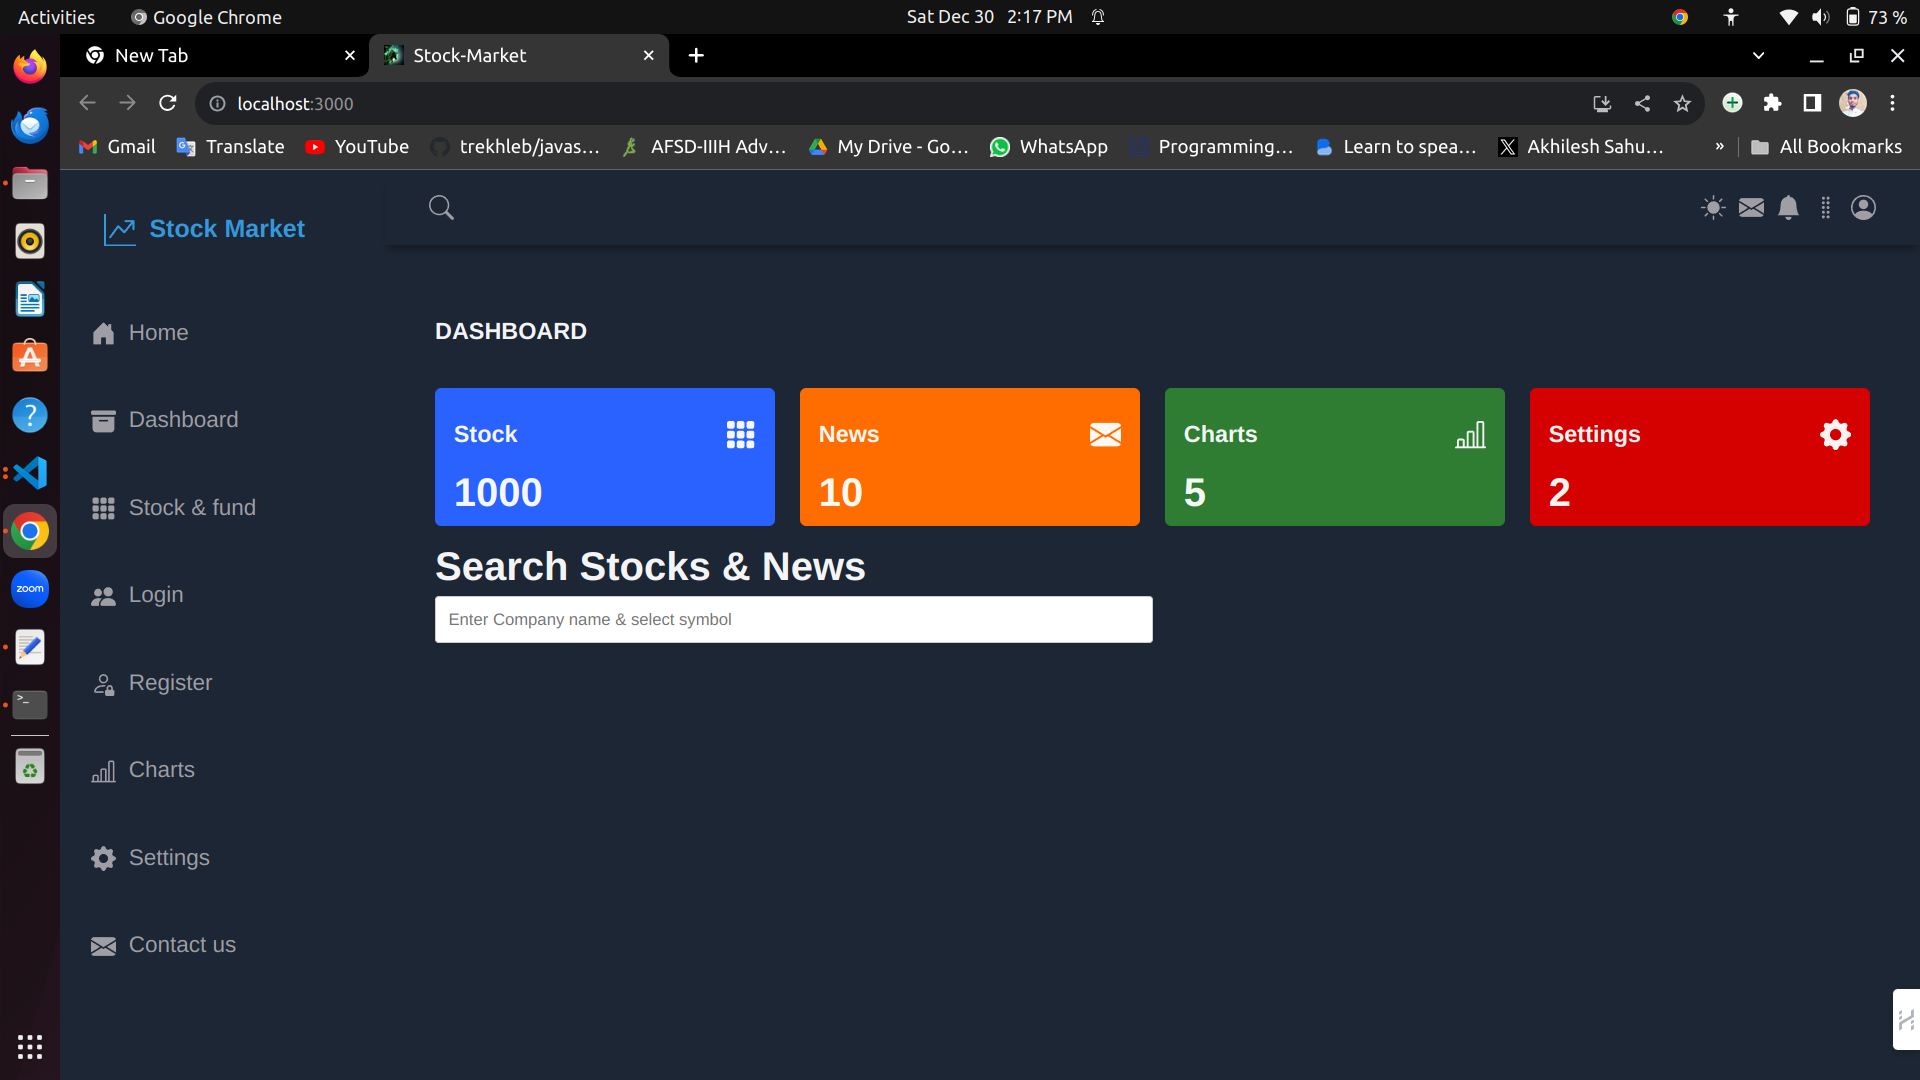 Activities Google Chrome Sat Dec 30 2:17 PM 73 %
New Tab Stock-Market
localhost:3000
Gmail Translate YouTube trekhleb/javas… AFSD-IIIH Adv… My Drive - Go… WhatsApp Programming… Learn to spea… Akhilesh Sahu… » All Bookmarks
Stock Market
Home
Dashboard
Stock & fund
Login
Register
Charts
Settings
Contact us
DASHBOARD
Stock
1000
News
10
Charts
5
Settings
2
Search Stocks & News
Enter Company name & select symbol
zoom